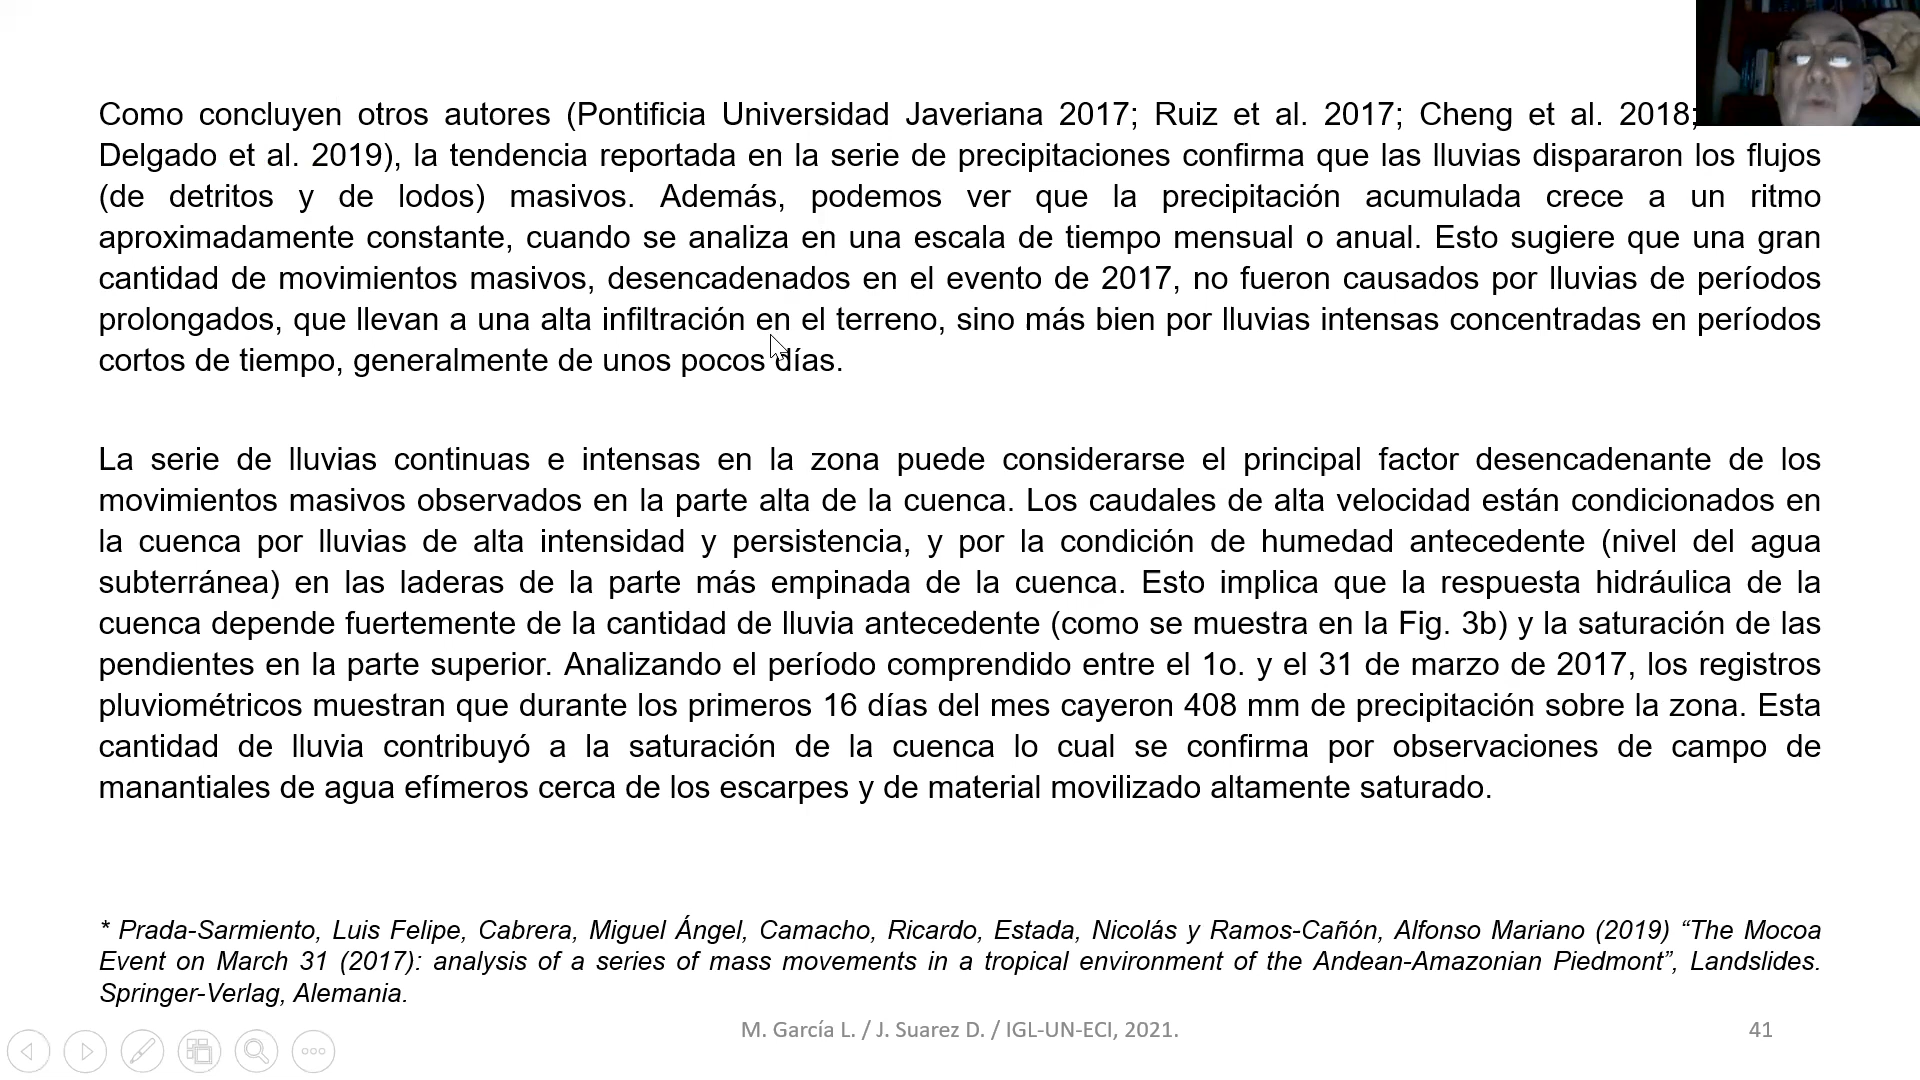 Como concluyen otros autores (Pontificia Universidad Javeriana 2017; Ruiz et al. 2017; Cheng et al. 2018;
Delgado et al. 2019), la tendencia reportada en la serie de precipitaciones confirma que las lluvias dispararon los flujos
(de detritos y de lodos) masivos. Además, podemos ver que la precipitación acumulada crece a un ritmo
aproximadamente constante, cuando se analiza en una escala de tiempo mensual o anual. Esto sugiere que una gran
cantidad de movimientos masivos, desencadenados en el evento de 2017, no fueron causados por lluvias de períodos
prolongados, que llevan a una alta infiltración en el terreno, sino más bien por lluvias intensas concentradas en períodos
cortos de tiempo, generalmente de unos pocos días.
La serie de lluvias continuas e intensas en la zona puede considerarse el principal factor desencadenante de los
movimientos masivos observados en la parte alta de la cuenca. Los caudales de alta velocidad están condicionados en
la cuenca por lluvias de alta intensidad y persistencia, y por la condición de humedad antecedente (nivel del agua
subterránea) en las laderas de la parte más empinada de la cuenca. Esto implica que la respuesta hidráulica de la
cuenca depende fuertemente de la cantidad de lluvia antecedente (como se muestra en la Fig. 3b) y la saturación de las
pendientes en la parte superior. Analizando el período comprendido entre el 1o. y el 31 de marzo de 2017, los registros
pluviométricos muestran que durante los primeros 16 días del mes cayeron 408 mm de precipitación sobre la zona. Esta
cantidad de lluvia contribuyó a la saturación de la cuenca lo cual se confirma por observaciones de campo de
manantiales de agua efímeros cerca de los escarpes y de material movilizado altamente saturado.
* Prada-Sarmiento, Luis Felipe, Cabrera, Miguel Ángel, Camacho, Ricardo, Estada, Nicolás y Ramos-Cañón, Alfonso Mariano (2019) “The Mocoa
Event on March 31 (2017): analysis of a series of mass movements in a tropical environment of the Andean-Amazonian Piedmont”, Landslides.
Springer-Verlag, Alemania.
M. García L. / J. Suarez D. / IGL-UN-ECI, 2021.
41